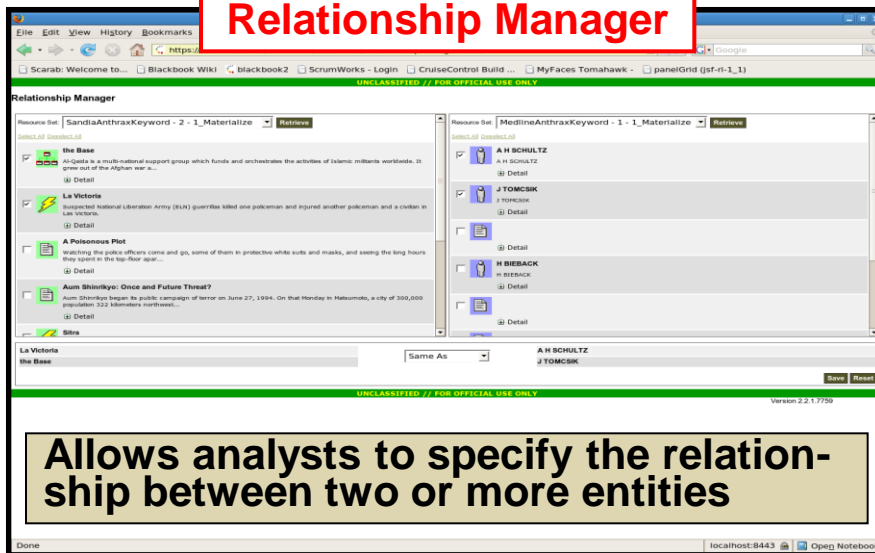 Relationship Manager
File Edit View History Bookmarks
https:/
Google
Scarab: Welcome to... Blackbook Wiki blackbook2 ScrumWorks - Login CruiseControl Build ... MyFaces Tomahawk - panelGrid (jsf-ri-1_1)
UNCLASSIFIED // FOR OFFICIAL USE ONLY
Relationship Manager
Resource Set: SandiaAnthraxKeyword - 2 - 1_Materialize Retrieve
Select All Deselect All
the Base
Al-Qaida is a multi-national support group which funds and orchestrates the activities of Islamic militants worldwide. It
grew out of the Afghan war a...
Detail
La Victoria
Suspected National Liberation Army (ELN) guerrillas killed one policeman and injured another policeman and a civilian in
Las Victoria.
Detail
A Poisonous Plot
Watching the police officers come and go, some of them in protective white suits and masks, and seeing the long hours
they spent in the top-floor apar...
Detail
Aum Shinrikyo: Once and Future Threat?
Aum Shinrikyo began its public campaign of terror on June 27, 1994. On that Monday in Matsumoto, a city of 300,000
population 322 kilometers northwest...
Detail
Sitra
Resource Set: MedlineAnthraxKeyword - 1 - 1_Materialize Retrieve
Select All Deselect All
A H SCHULTZ
A H SCHULTZ
Detail
J TOMCSIK
J TOMCSIK
Detail
Detail
H BIEBACK
H BIEBACK
Detail
Detail
La Victoria
the Base
Same As
A H SCHULTZ
J TOMCSIK
Save Reset
UNCLASSIFIED // FOR OFFICIAL USE ONLY
Version 2.2.1.7759
Allows analysts to specify the relation-
ship between two or more entities
Done
localhost:8443 Open Noteboo